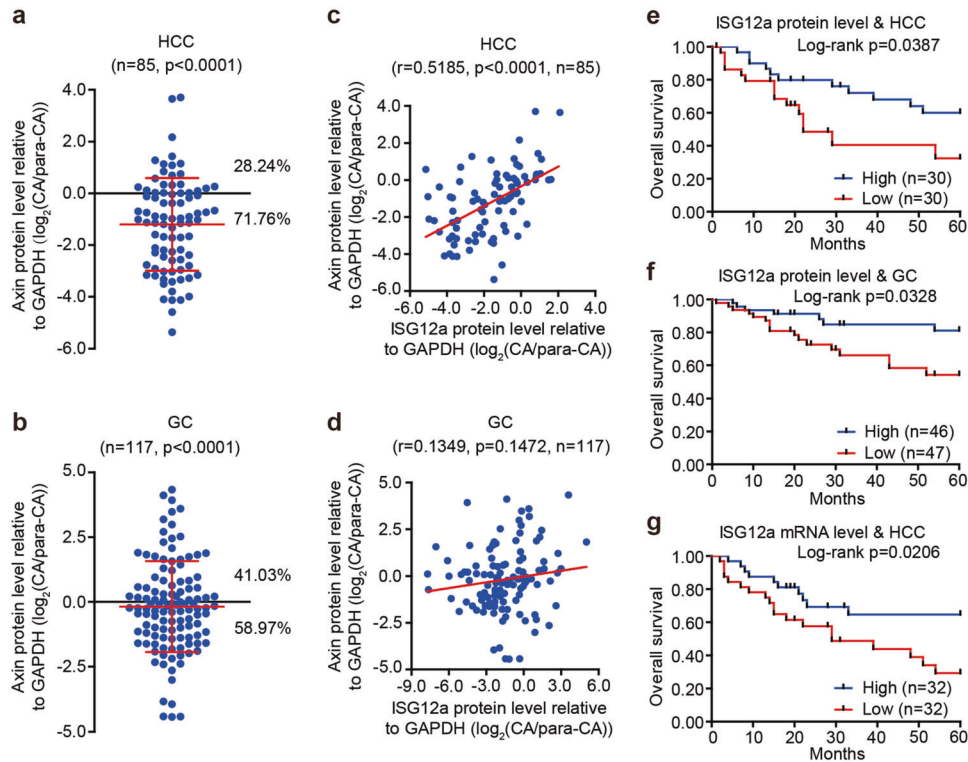 a
HCC
(n=85, p<0.0001)
Axin protein level relative
to GAPDH (log₂(CA/para-CA))
4.0
2.0
0.0
-2.0
-4.0
-6.0
28.24%
71.76%
b
GC
(n=117, p<0.0001)
Axin protein level relative
to GAPDH (log₂(CA/para-CA))
5.0
2.5
0.0
-2.5
-5.0
41.03%
58.97%
c
HCC
(r=0.5185, p<0.0001, n=85)
Axin protein level relative
to GAPDH (log₂(CA/para-CA))
4.0
2.0
0.0
-2.0
-4.0
-6.0
-6.0 -4.0 -2.0 0.0 2.0 4.0
ISG12a protein level relative
to GAPDH (log₂(CA/para-CA))
d
GC
(r=0.1349, p=0.1472, n=117)
Axin protein level relative
to GAPDH (log₂(CA/para-CA))
5.0
2.5
0.0
-2.5
-5.0
-9.0 -6.0 -3.0 0.0 3.0 6.0
ISG12a protein level relative
to GAPDH (log₂(CA/para-CA))
e
ISG12a protein level & HCC
Log-rank p=0.0387
Overall survival
1.00
0.80
0.60
0.40
0.20
0.00
High (n=30)
Low (n=30)
0 10 20 30 40 50 60
Months
f
ISG12a protein level & GC
Log-rank p=0.0328
Overall survival
1.00
0.80
0.60
0.40
0.20
0.00
High (n=46)
Low (n=47)
0 10 20 30 40 50 60
Months
g
ISG12a mRNA level & HCC
Log-rank p=0.0206
Overall survival
1.00
0.80
0.60
0.40
0.20
0.00
High (n=32)
Low (n=32)
0 10 20 30 40 50 60
Months